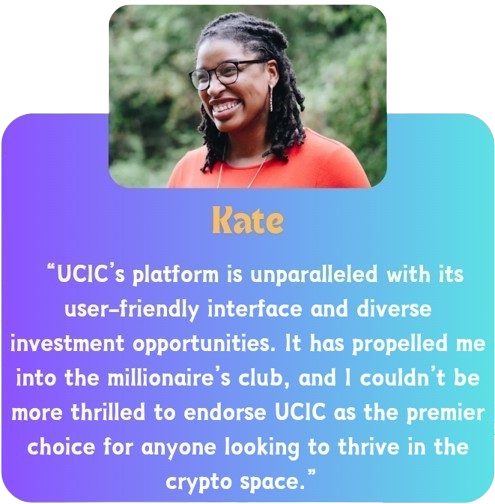 Kate
“UCIC’s platform is unparalleled with its
user-friendly interface and diverse
investment opportunities. It has propelled me
into the millionaire’s club, and I couldn’t be
more thrilled to endorse UCIC as the premier
choice for anyone looking to thrive in the
crypto space.”